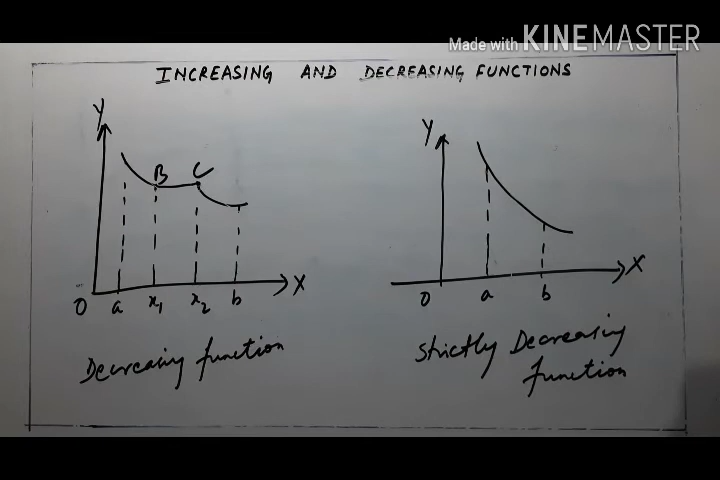 Made with KINEMASTER
INCREASING AND DECREASING FUNCTIONS
Y
B C
O a x₁ x₂ b X
Decreasing function
Y
O a b X
Strictly Decreasing
function